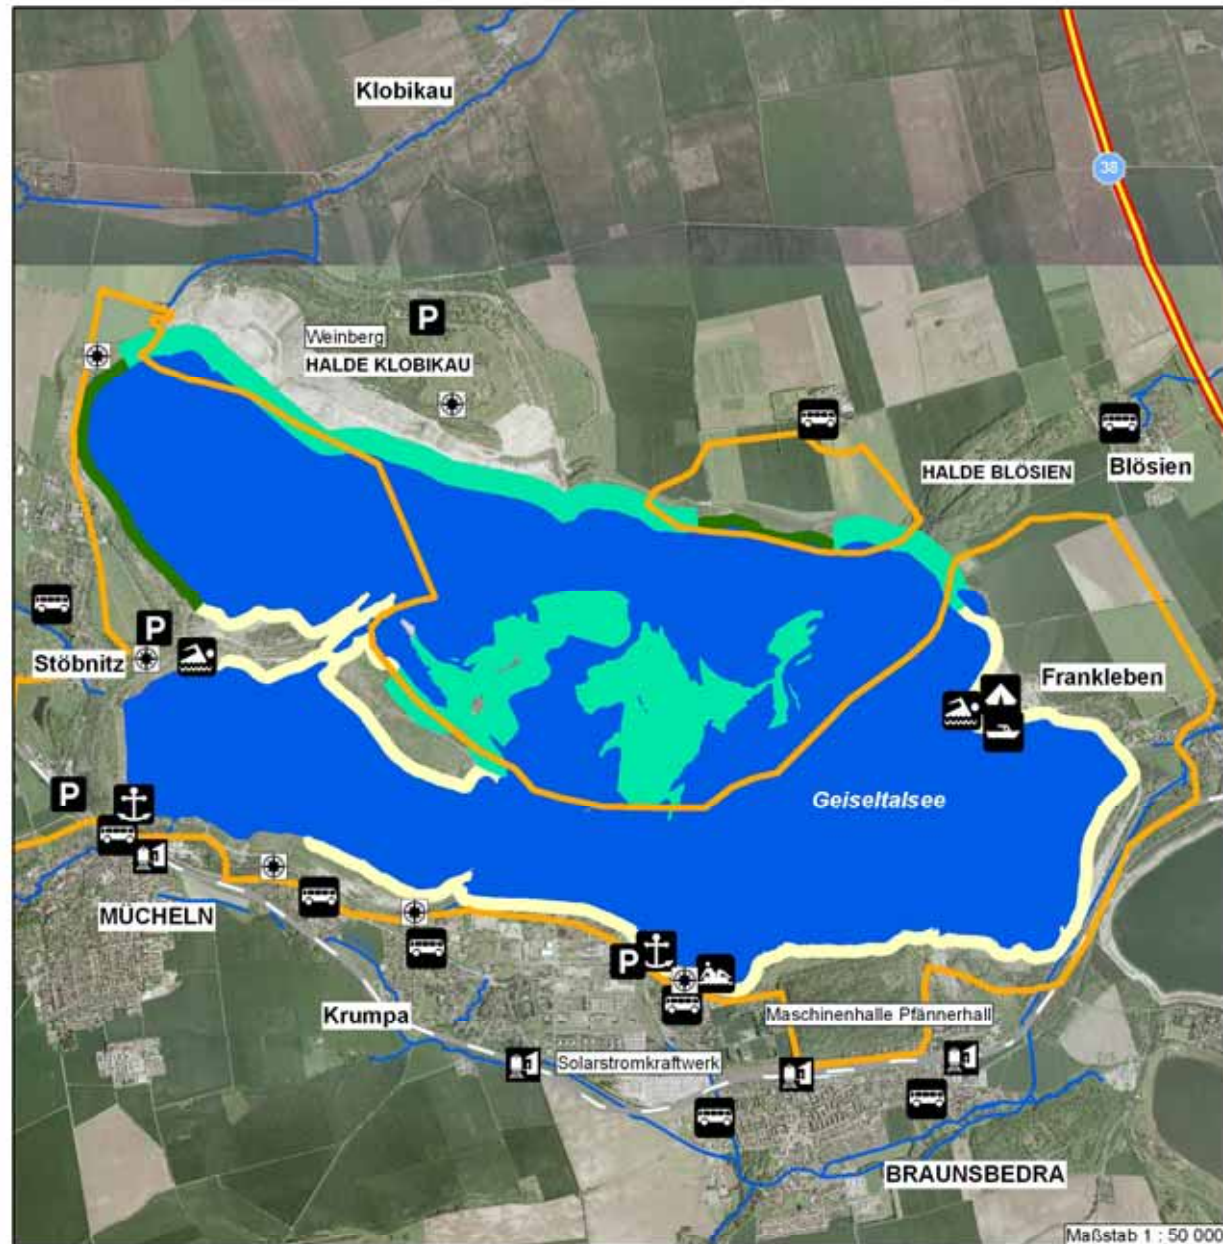 Klobikau
38
P
Weinberg
HALDE KLOBIKAU
HALDE BLÖSIEN
Blösien
P
Stöbnitz
Frankleben
P
Geiseltalsee
MÜCHELN
P
Krumpa
Maschinenhalle Pfännerhall
Solarstromkraftwerk
BRAUNSBEDRA
Maßstab 1 : 50 000